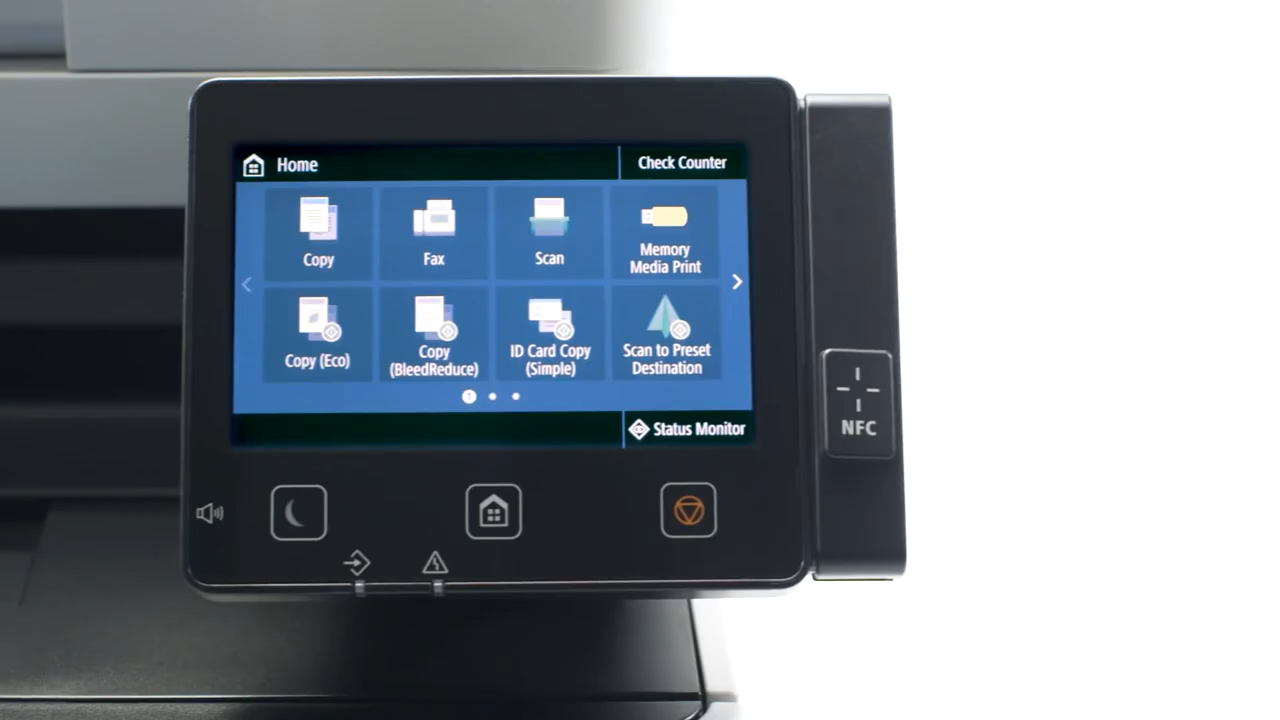 Home
Check Counter
Copy
Fax
Scan
Memory
Media Print
Copy (Eco)
Copy
(BleedReduce)
ID Card Copy
(Simple)
Scan to Preset
Destination
1
Status Monitor
NFC